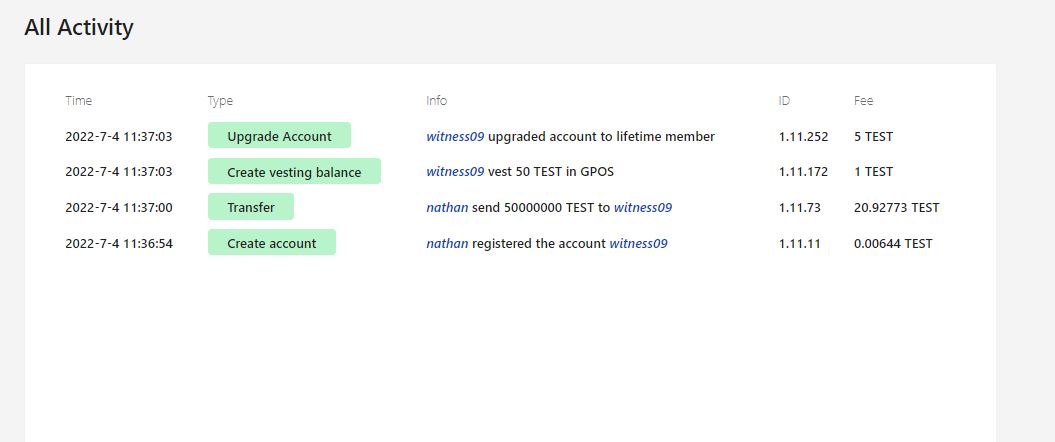 All Activity
Time Type Info ID Fee
2022-7-4 11:37:03 Upgrade Account witness09 upgraded account to lifetime member 1.11.252 5 TEST
2022-7-4 11:37:03 Create vesting balance witness09 vest 50 TEST in GPOS 1.11.172 1 TEST
2022-7-4 11:37:00 Transfer nathan send 50000000 TEST to witness09 1.11.73 20.92773 TEST
2022-7-4 11:36:54 Create account nathan registered the account witness09 1.11.11 0.00644 TEST